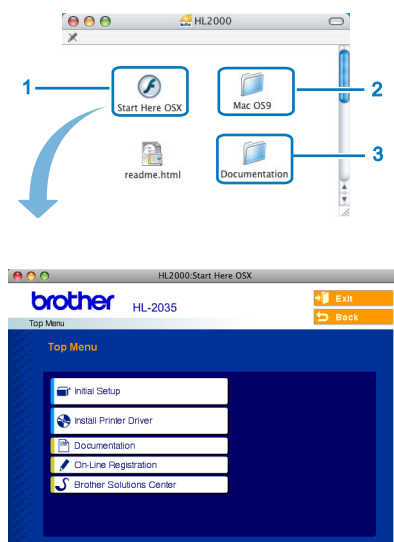 HL2000
1
Start Here OSX
Mac OS9
2
readme.html
Documentation
3
HL2000:Start Here OSX
brother
HL-2035
Exit
Back
Top Menu
Top Menu
Initial Setup
Install Printer Driver
Documentation
On-Line Registration
Brother Solutions Center